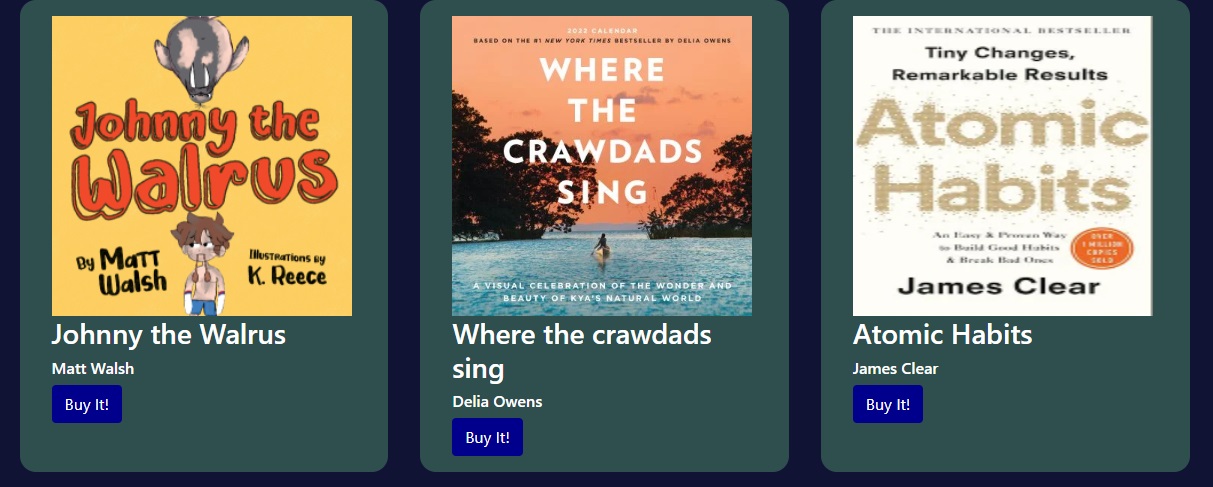 Johnny the
Walrus
By Matt
Walsh
Illustrations by
K. Reece
Johnny the Walrus
Matt Walsh
Buy It!
2023 CALENDAR
BASED ON THE #1 NEW YORK TIMES BESTSELLER BY DELIA OWENS
WHERE
THE
CRAWDADS
SING
A VISUAL CELEBRATION OF THE WONDER AND
BEAUTY OF KYA'S NATURAL WORLD
Where the crawdads
sing
Delia Owens
Buy It!
THE INTERNATIONAL BESTSELLER
Tiny Changes,
Remarkable Results
Atomic
Habits
An Easy & Proven Way
to Build Good Habits
& Break Bad Ones
OVER
1 MILLION
COPIES
SOLD
James Clear
Atomic Habits
James Clear
Buy It!